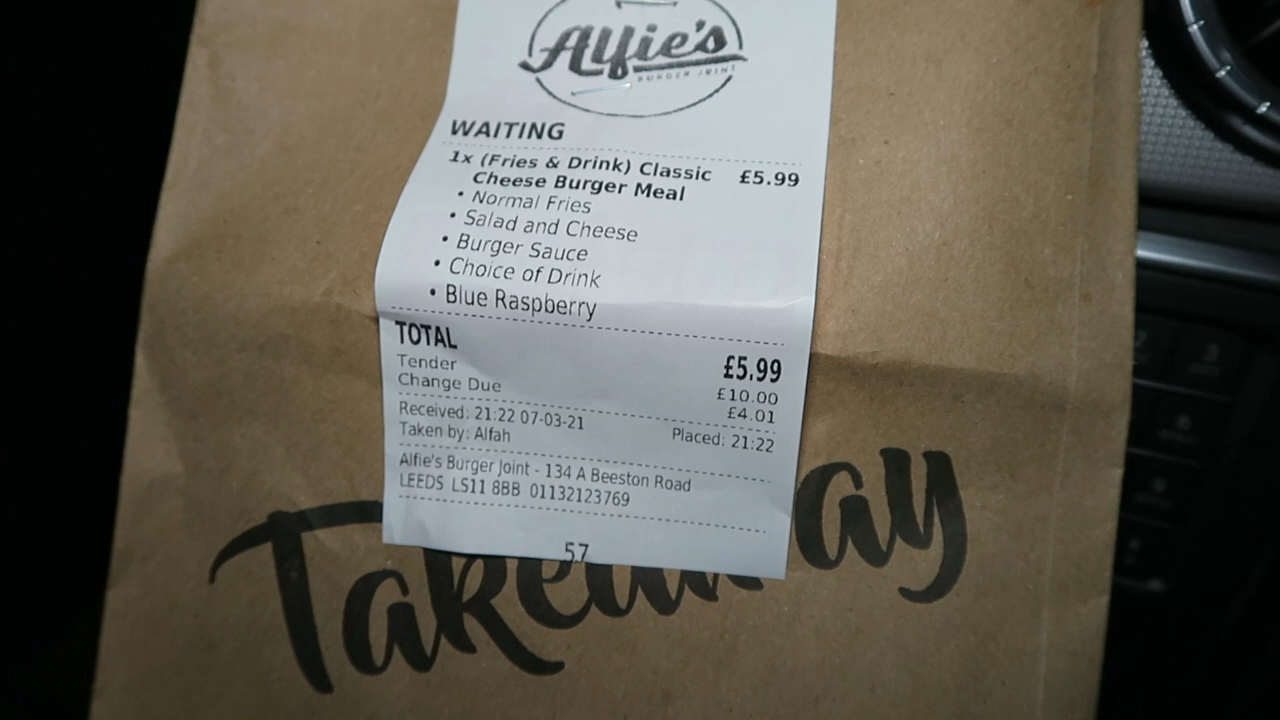 Alfie's
BURGER JOINT
WAITING
1x (Fries & Drink) Classic £5.99
Cheese Burger Meal
• Normal Fries
• Salad and Cheese
• Burger Sauce
• Choice of Drink
• Blue Raspberry
TOTAL £5.99
Tender £10.00
Change Due £4.01
Received: 21:22 07-03-21 Placed: 21:22
Taken by: Alfah
Alfie's Burger Joint - 134 A Beeston Road
LEEDS LS11 8BB 01132123769
57
Takeaway